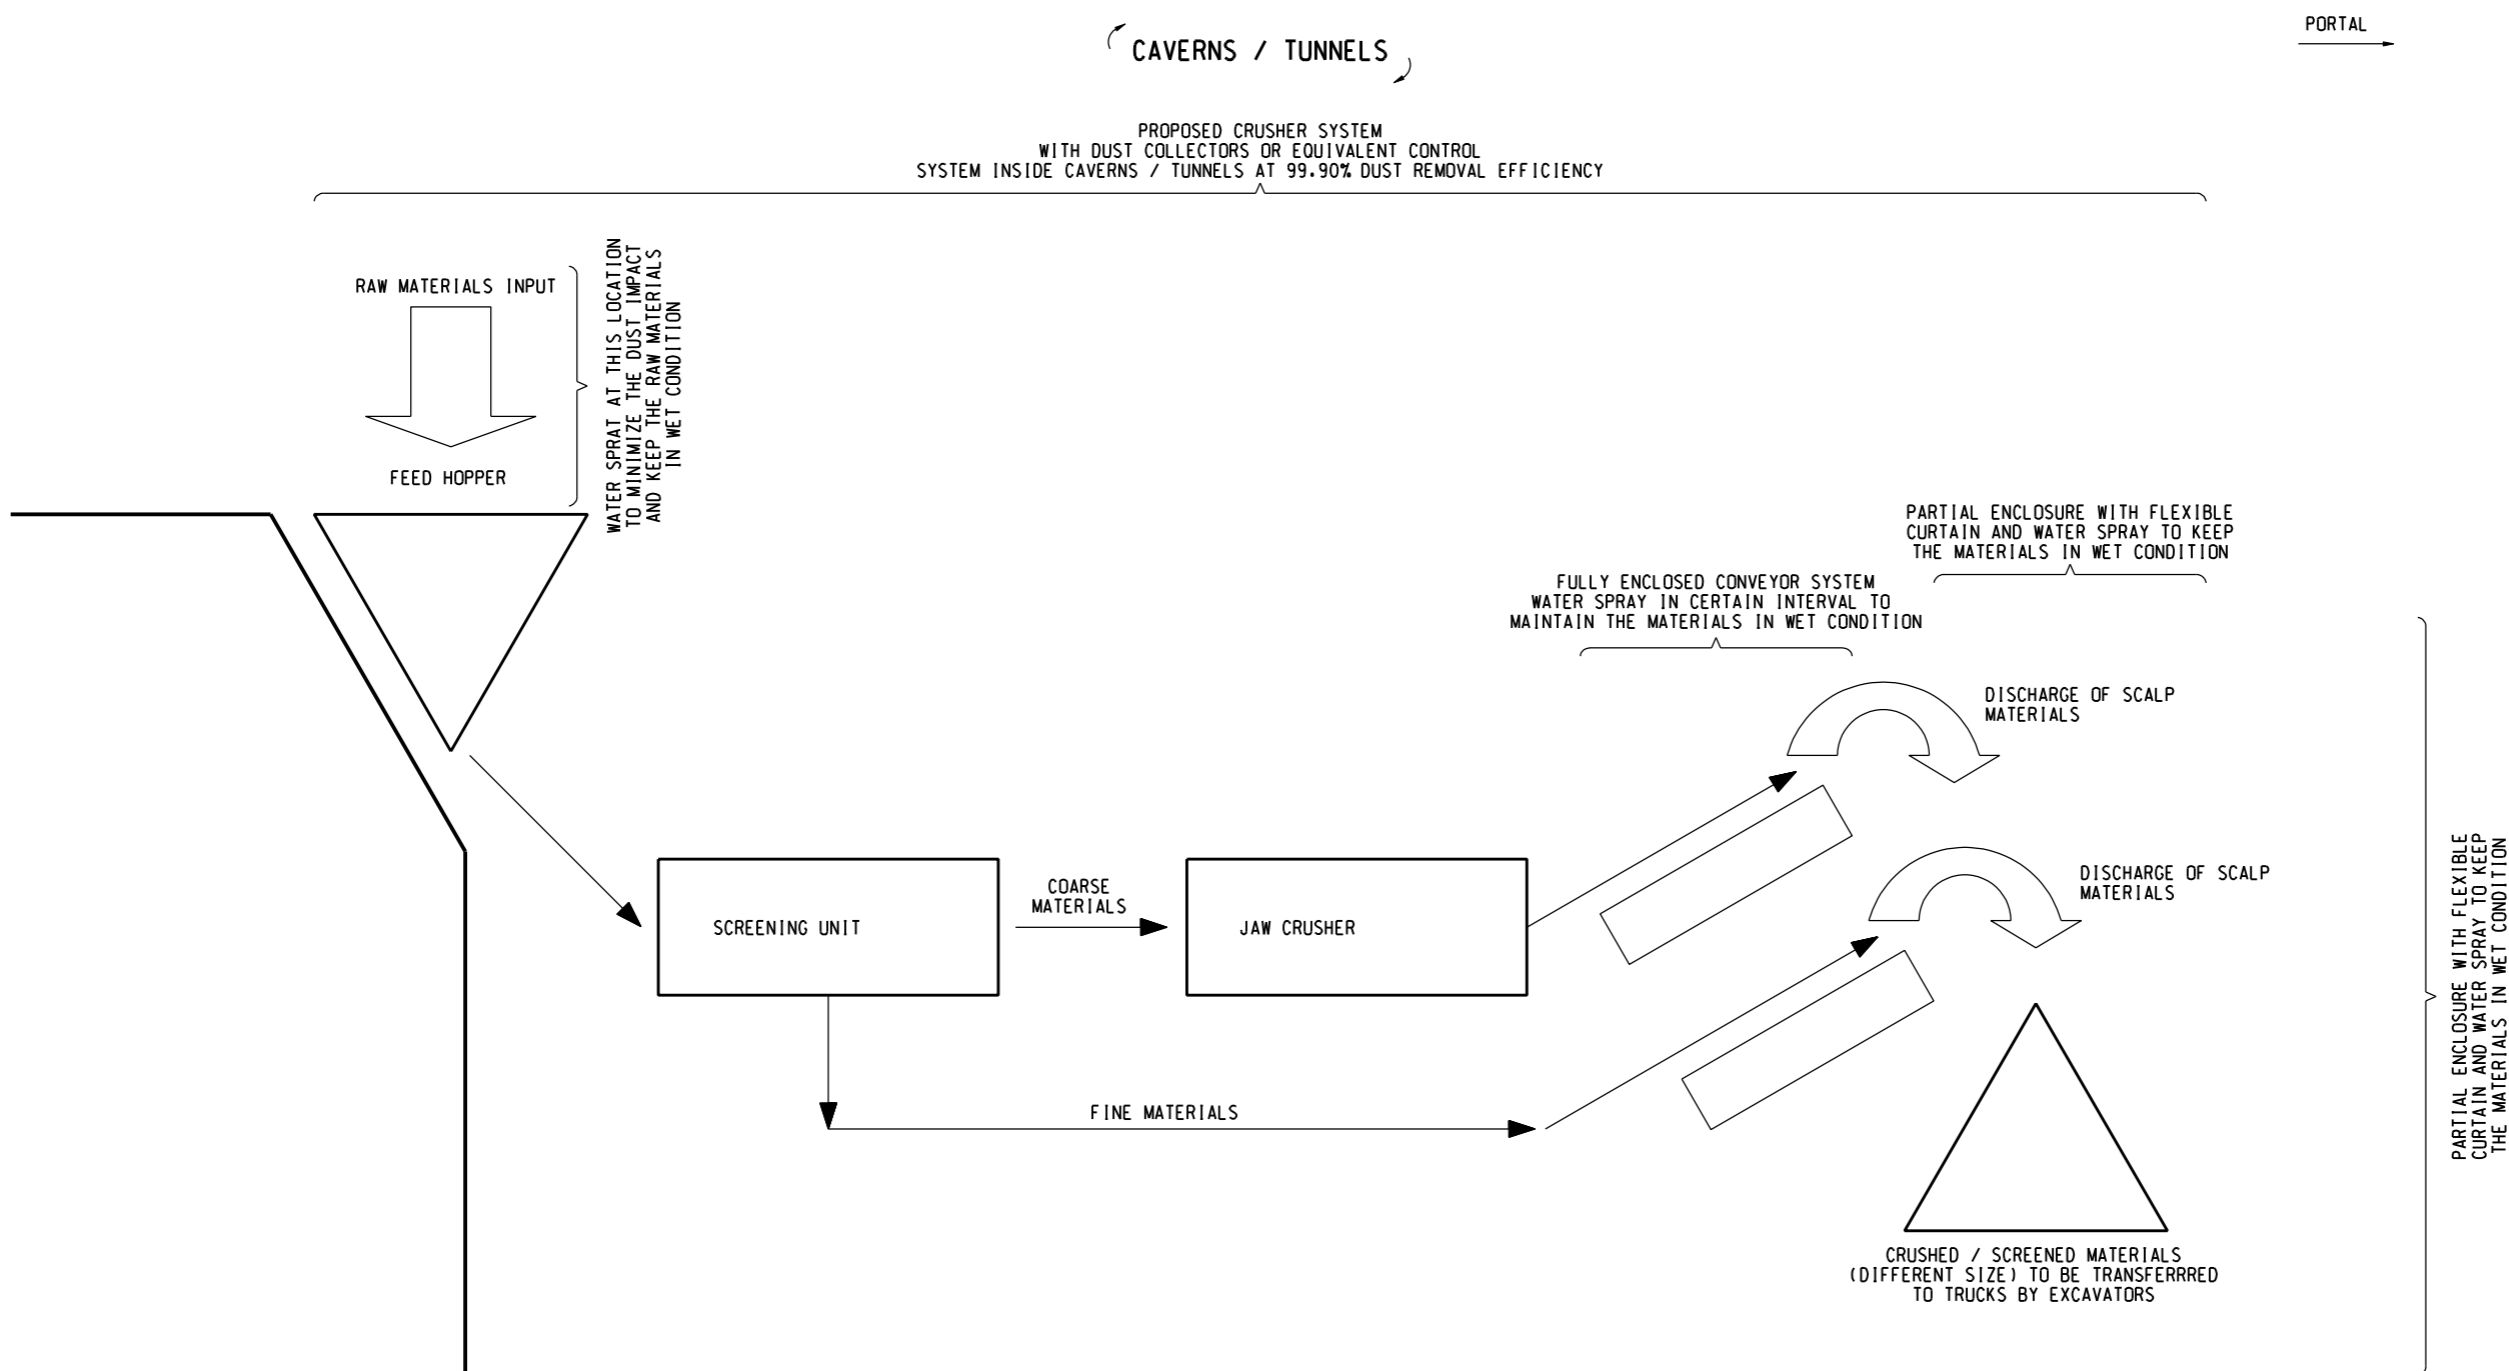 CAVERNS / TUNNELS
PORTAL
PROPOSED CRUSHER SYSTEM
WITH DUST COLLECTORS OR EQUIVALENT CONTROL
SYSTEM INSIDE CAVERNS / TUNNELS AT 99.90% DUST REMOVAL EFFICIENCY
RAW MATERIALS INPUT
FEED HOPPER
WATER SPRAT AT THIS LOCATION
TO MINIMIZE THE DUST IMPACT
AND KEEP THE RAW MATERIALS
IN WET CONDITION
PARTIAL ENCLOSURE WITH FLEXIBLE
CURTAIN AND WATER SPRAY TO KEEP
THE MATERIALS IN WET CONDITION
FULLY ENCLOSED CONVEYOR SYSTEM
WATER SPRAY IN CERTAIN INTERVAL TO
MAINTAIN THE MATERIALS IN WET CONDITION
DISCHARGE OF SCALP
MATERIALS
DISCHARGE OF SCALP
MATERIALS
SCREENING UNIT
COARSE
MATERIALS
JAW CRUSHER
FINE MATERIALS
PARTIAL ENCLOSURE WITH FLEXIBLE
CURTAIN AND WATER SPRAY TO KEEP
THE MATERIALS IN WET CONDITION
CRUSHED / SCREENED MATERIALS
(DIFFERENT SIZE) TO BE TRANSFERRRED
TO TRUCKS BY EXCAVATORS